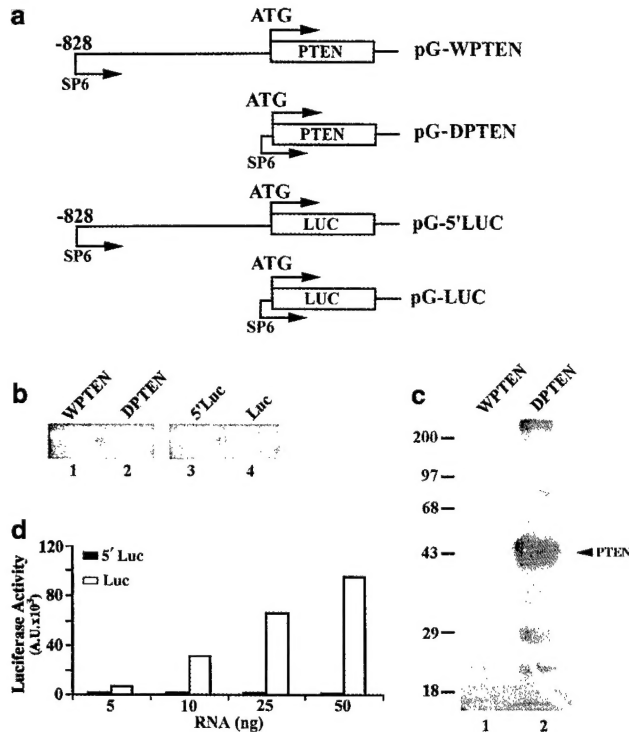 a
ATG
-828
PTEN
pG-WPTEN
SP6
ATG
PTEN
pG-DPTEN
SP6
ATG
-828
LUC
pG-5'LUC
SP6
ATG
LUC
pG-LUC
SP6
b
WPTEN DPTEN 5'Luc Luc
1 2 3 4
c
WPTEN DPTEN
200
97
68
43
PTEN
29
18
1 2
d
Luciferase Activity
(A.U.x10³)
120
80
40
0
5′ Luc
Luc
5 10 25 50
RNA (ng)